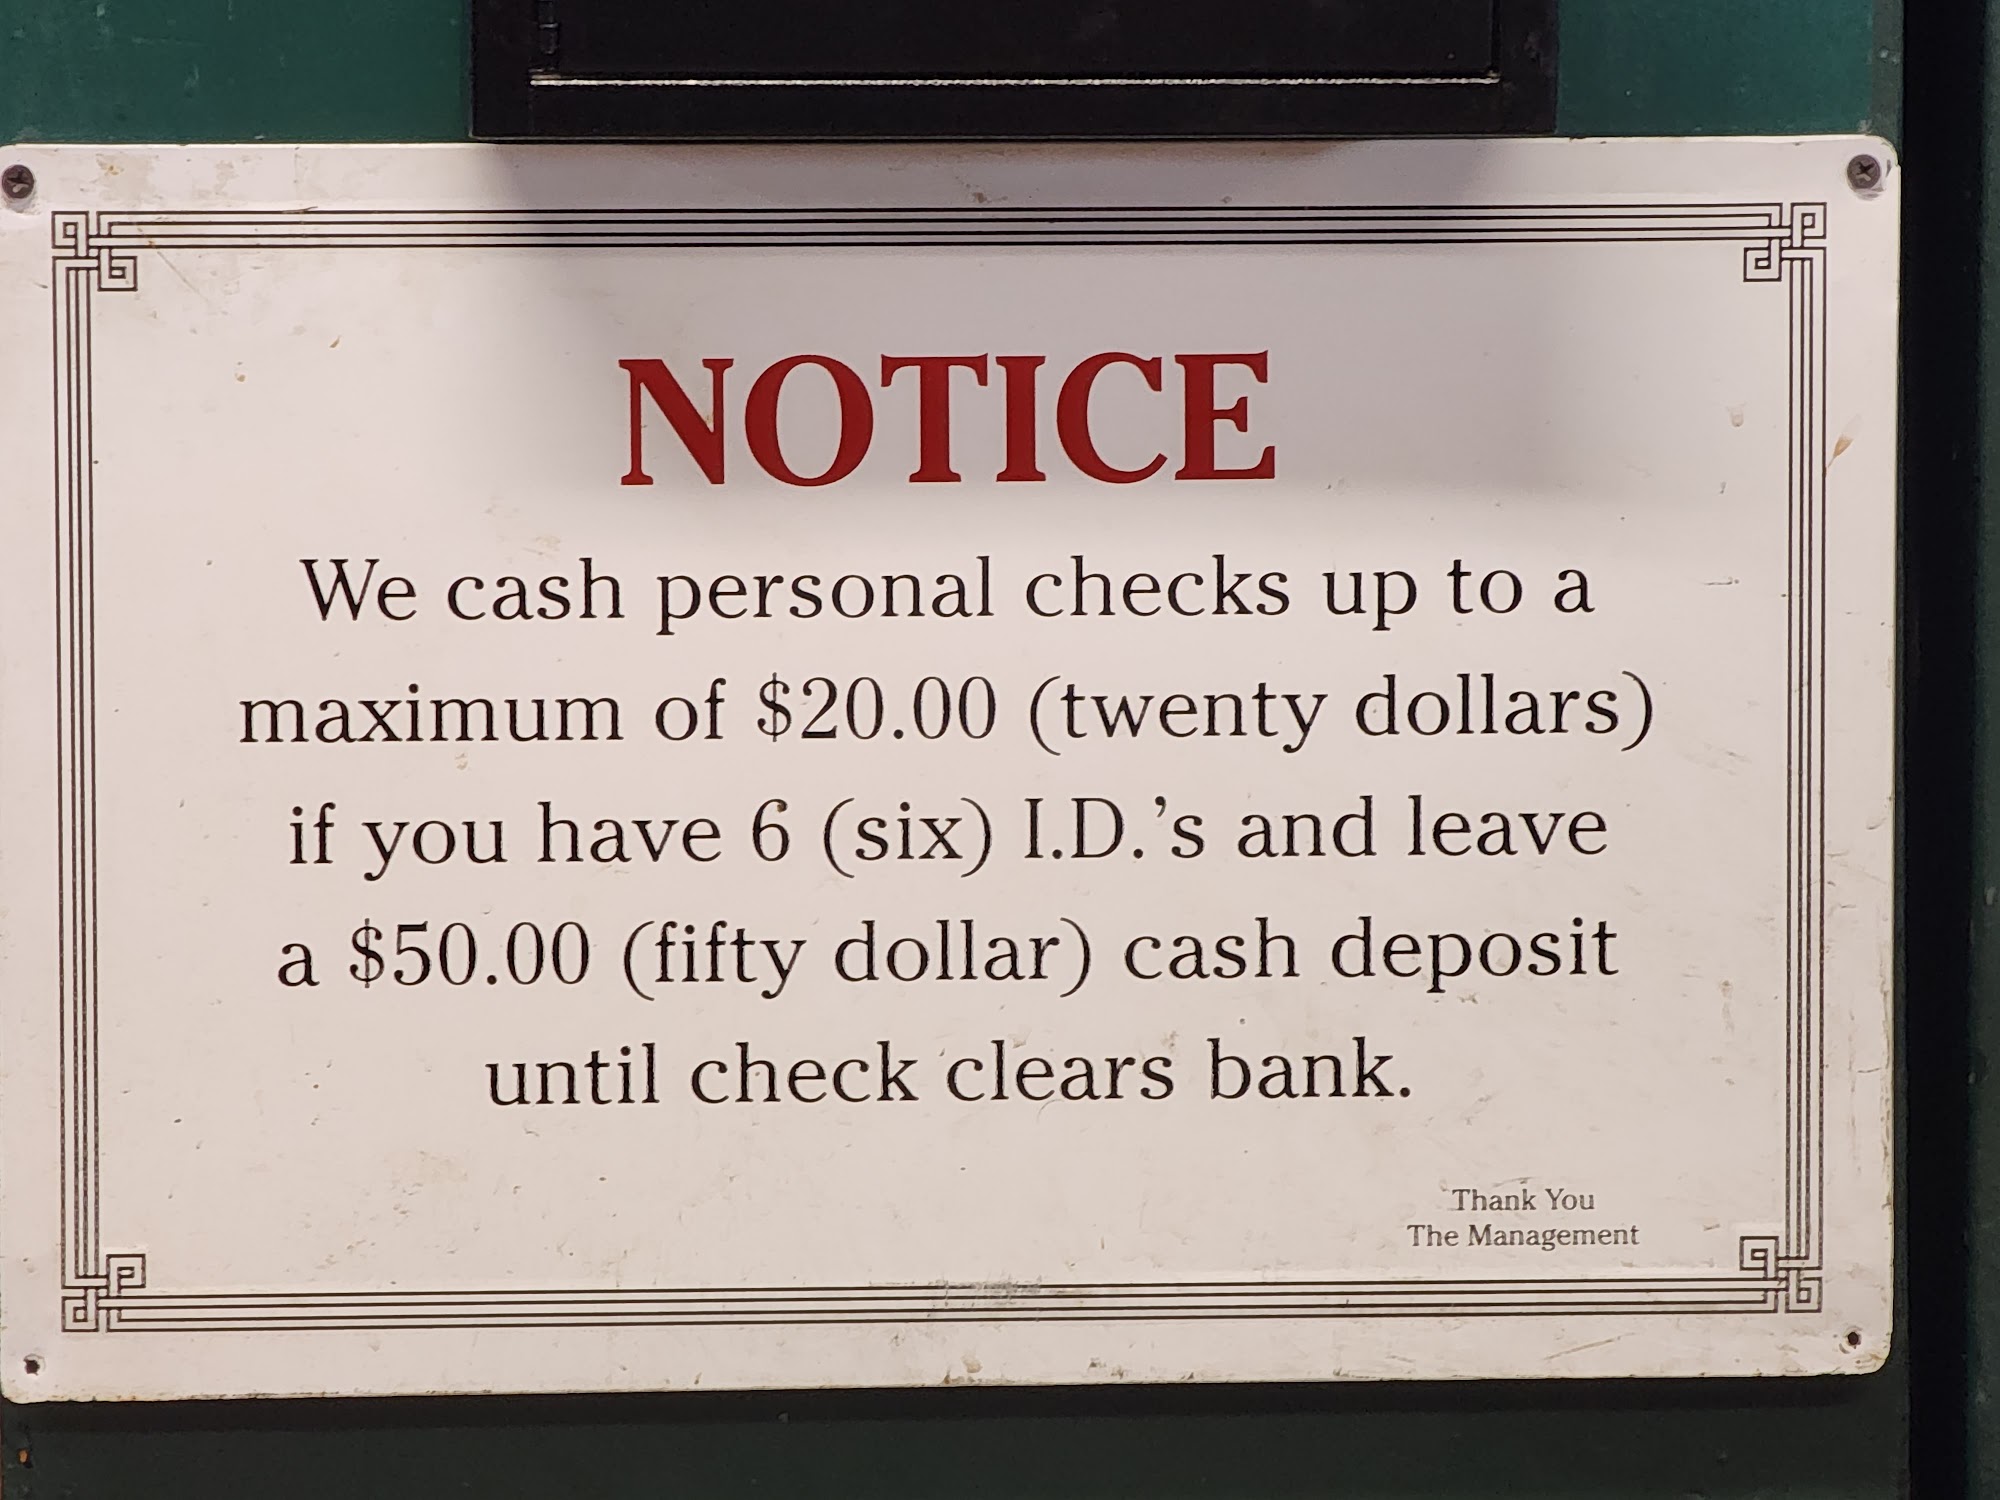 NOTICE
We cash personal checks up to a
maximum of $20.00 (twenty dollars)
if you have 6 (six) I.D.’s and leave
a $50.00 (fifty dollar) cash deposit
until check clears bank.
Thank You
The Management